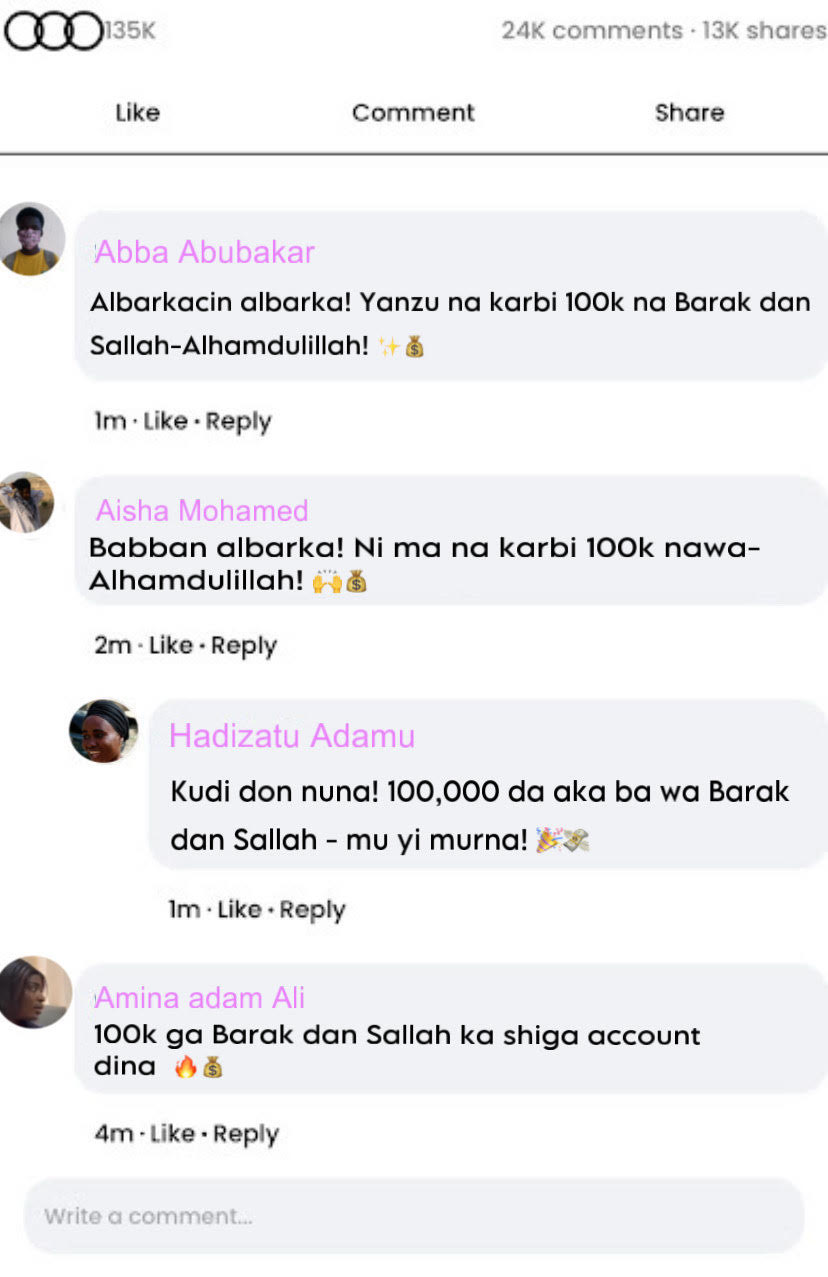 135K
24K comments · 13K shares
Like Comment Share
Abba Abubakar
Albarkacin albarka! Yanzu na karbi 100k na Barak dan
Sallah-Alhamdulillah! ✨💰
1m · Like • Reply
Aisha Mohamed
Babban albarka! Ni ma na karbi 100k nawa-
Alhamdulillah! 🙌💰
2m · Like • Reply
Hadizatu Adamu
Kudi don nuna! 100,000 da aka ba wa Barak
dan Sallah - mu yi murna! 🎉💸
1m · Like • Reply
Amina adam Ali
100k ga Barak dan Sallah ka shiga account
dina 🔥💰
4m · Like • Reply
Write a comment...